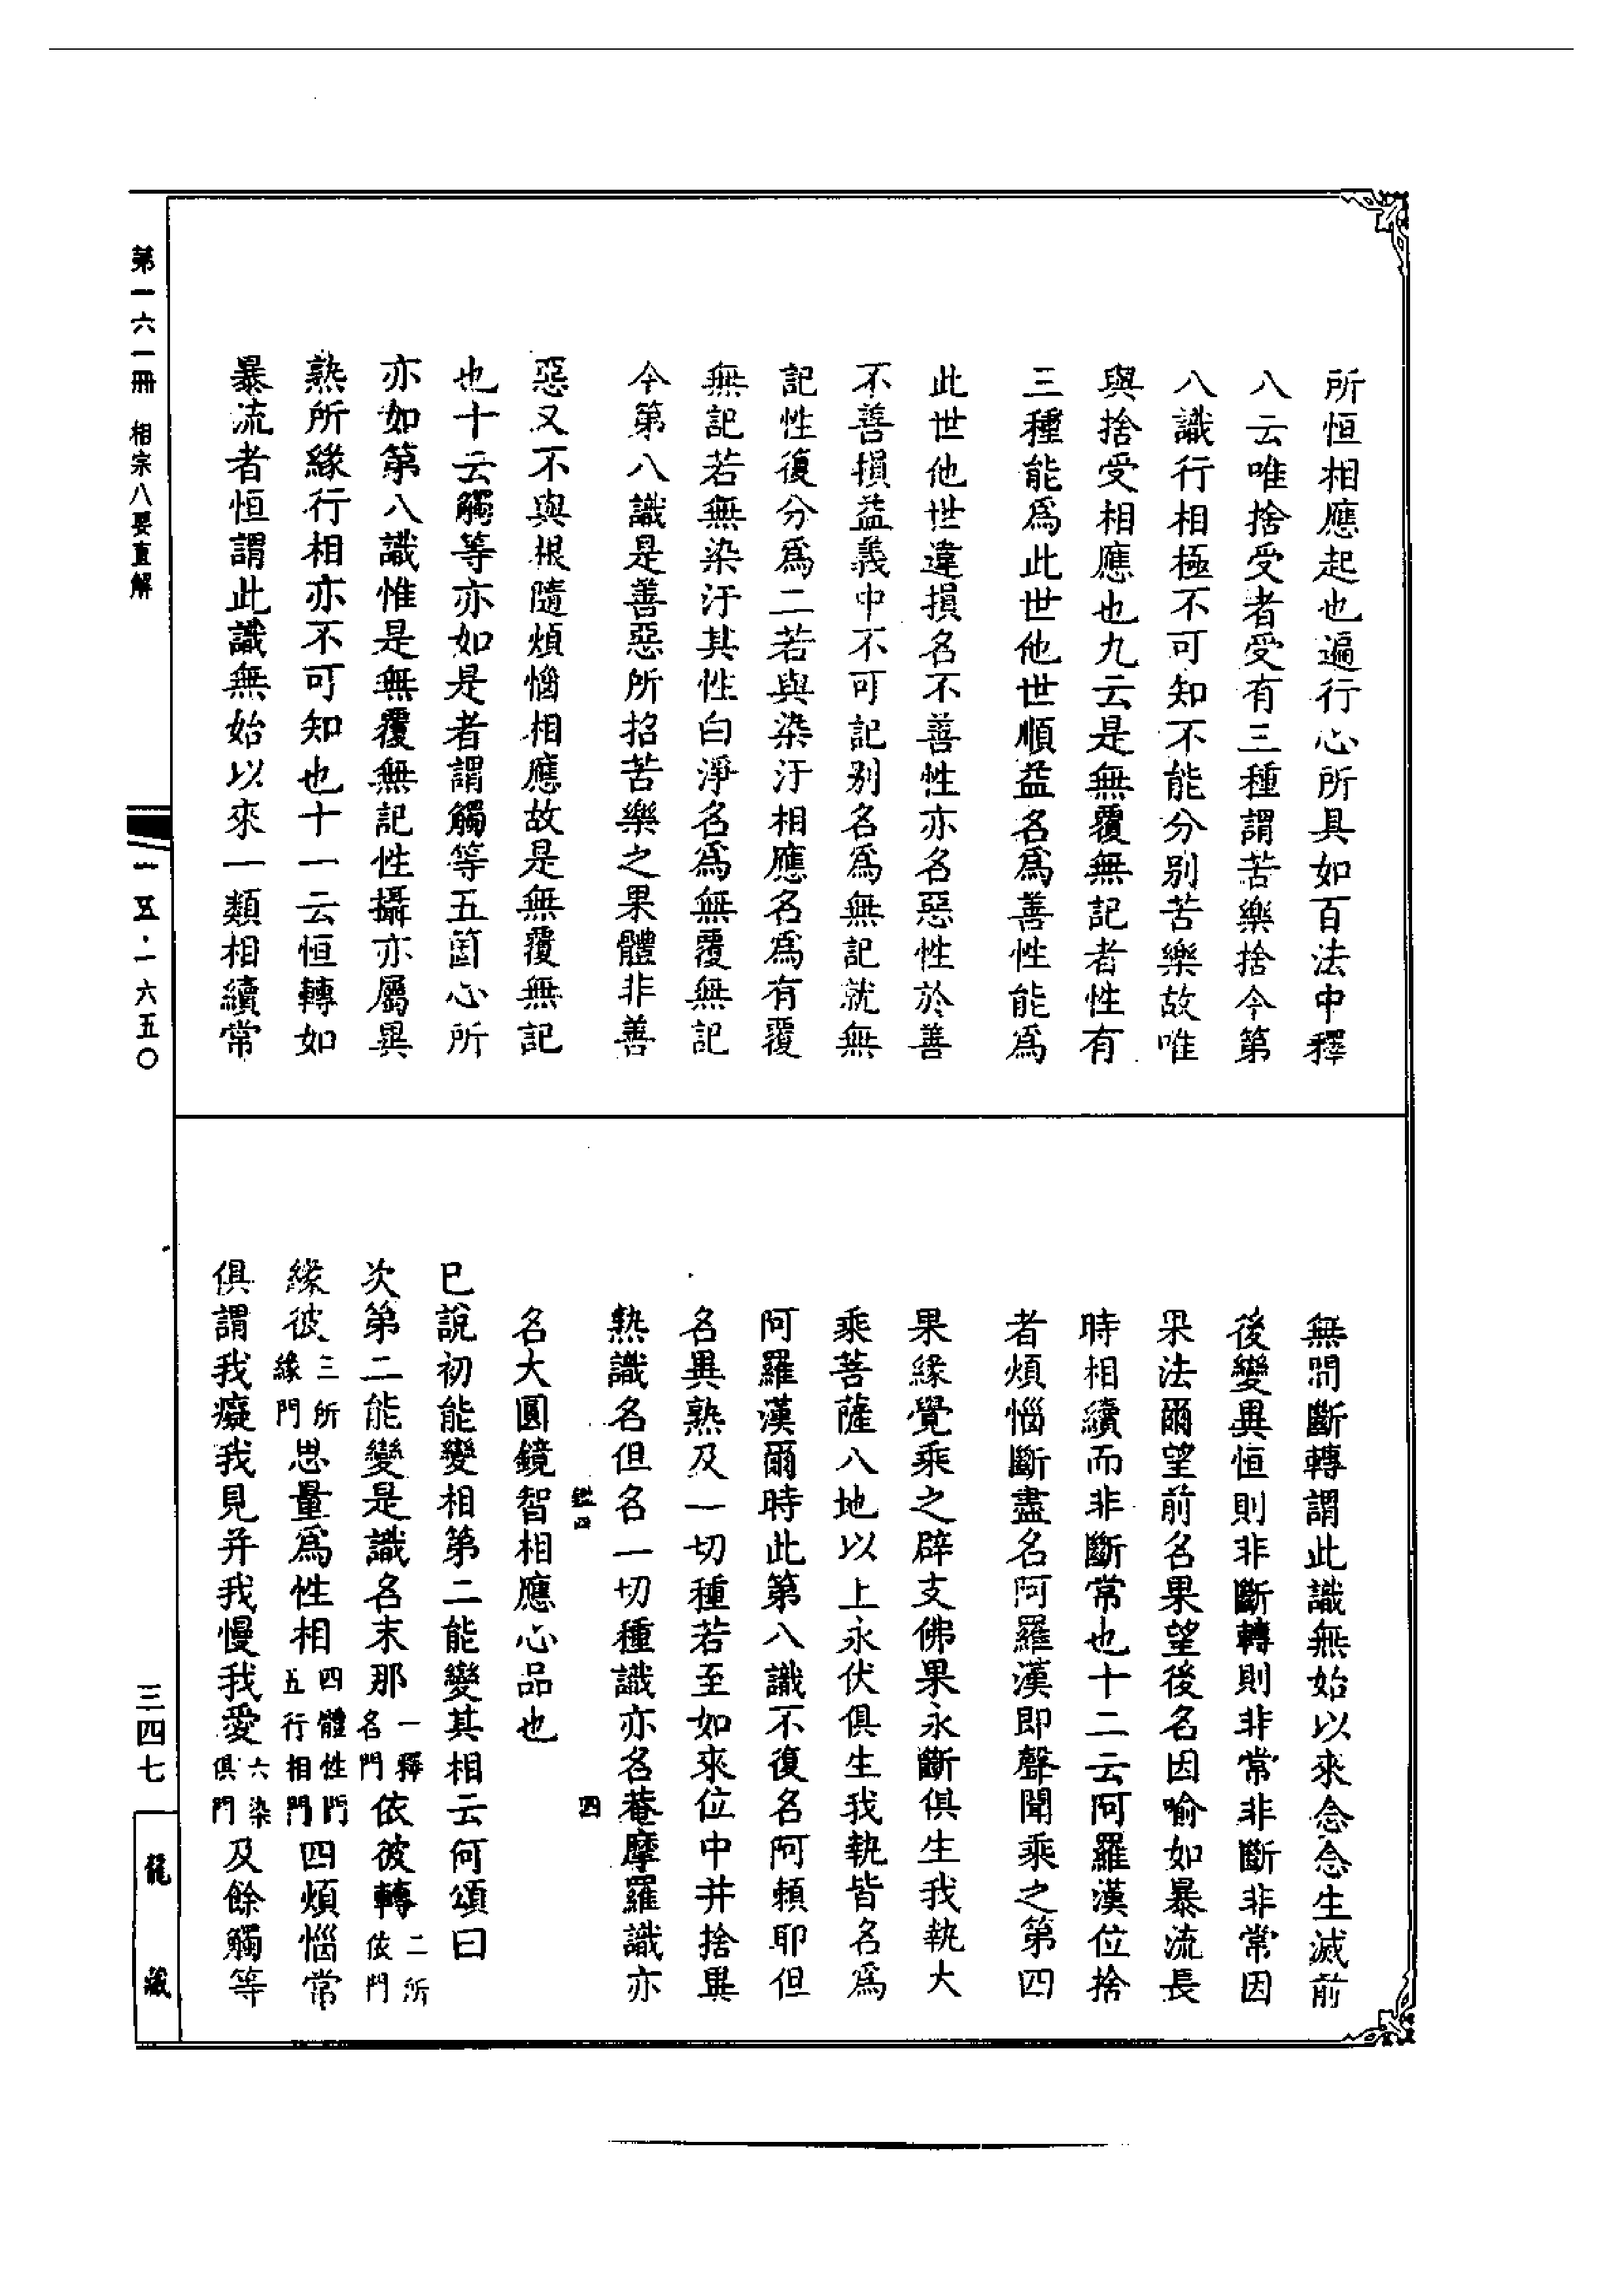 所恒相應起也遍行心所具如百法中釋
八云唯捨受者受有三種謂苦樂捨今第
八識行相極不可知不能分别苦樂故唯
與捨受相應也九云是無覆無記者性有
三種能爲此世他世順益名爲善性能爲
此世他世違損名不善性亦名惡性於善
不善損益義中不可記别名爲無記就無
記性復分爲二若與染汙相應名爲有覆
無記若無染汙其性白淨名爲無覆無記
今第八識是善惡所招苦樂之果體非善
惡又不與根隨煩惱相應故是無覆無記
也十云觸等亦如是者謂觸等五箇心所
亦如第八識惟是無覆無記性攝亦屬異
熟所緣行相亦不可知也十一云恒轉如
暴流者恒謂此識無始以來一類相續常
無間斷轉謂此識無始以來念念生滅前
後變異恒則非斷轉則非常非斷非常因
果法爾望前名果望後名因喻如暴流長
時相續而非斷常也十二云阿羅漢位捨
者煩惱斷盡名阿羅漢即聲聞乘之第四
果緣覺乘之辟支佛果永斷俱生我執大
乘菩薩八地以上永伏俱生我執皆名爲
阿羅漢爾時此第八識不復名阿賴耶但
名異熟及一切種若至如來位中并捨異
熟識名但名一切種識亦名菴摩羅識亦
四
名大圓鏡智相應心品也
已說初能變相第二能變其相云何頌曰
次第二能變是識名末那一釋名門依彼轉二所依門
緣彼三所緣門思量爲性相四體性門五行相門四煩惱常
俱謂我癡我見并我慢我愛六染俱門及餘觸等
第一六一冊 相宗八要直解
一五·一六五〇
三四七
龍藏